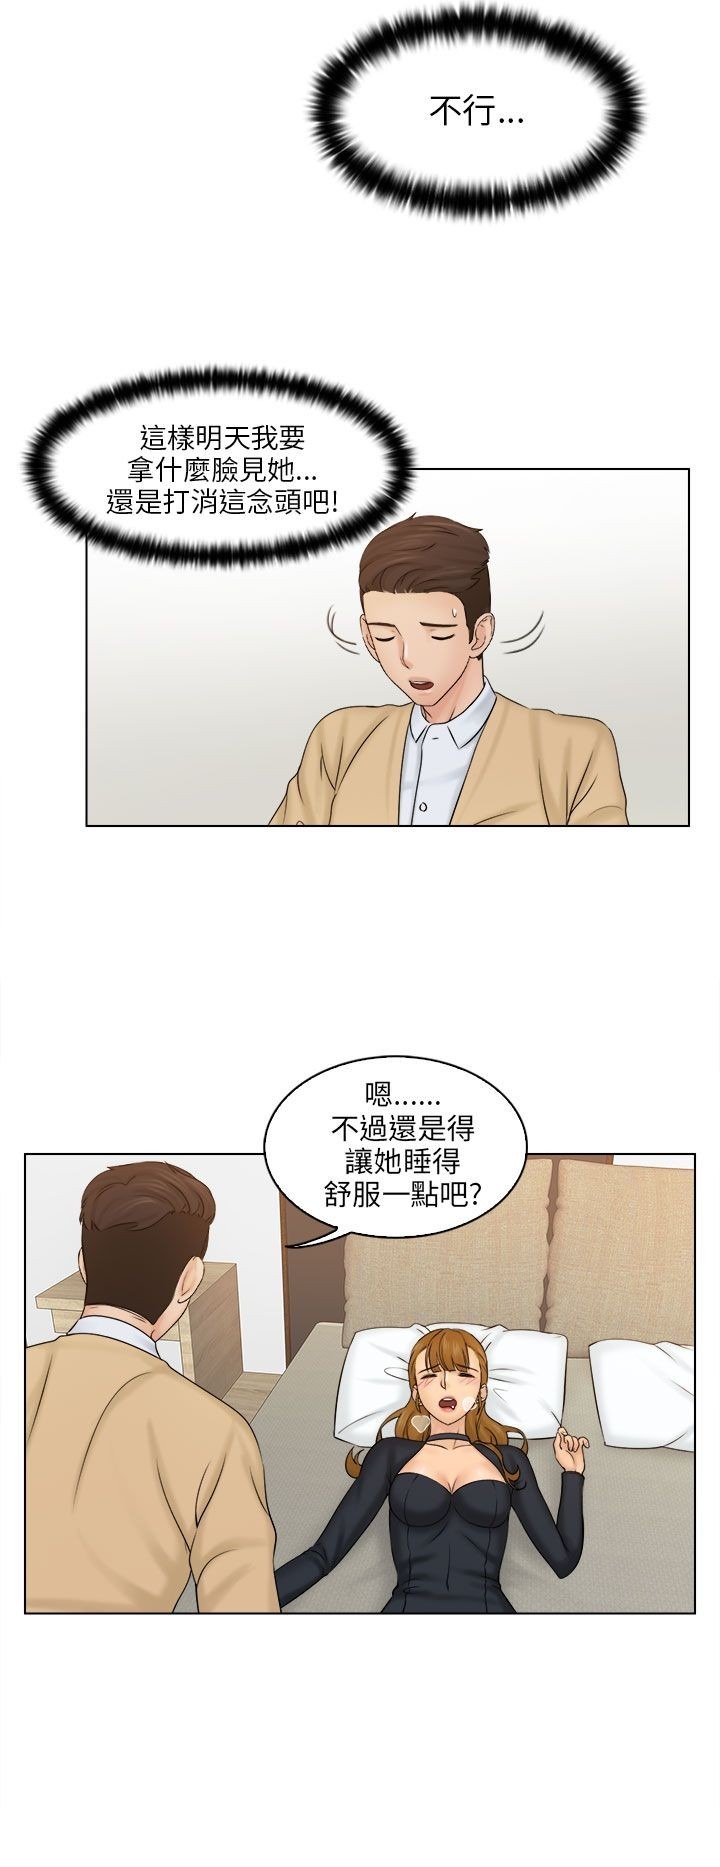 不行...
這樣明天我要
拿什麼臉見她...
還是打消這念頭吧!
嗯......
不過還是得
讓她睡得
舒服一點吧?